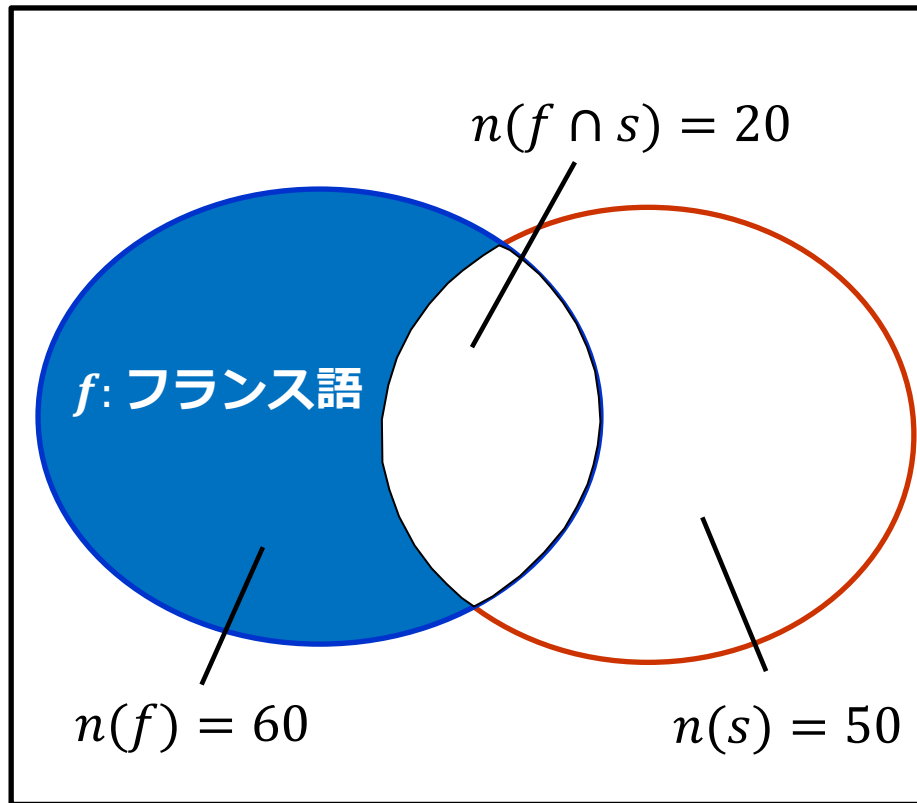 n(f ∩ s) = 20
f: フランス語
n(f) = 60
n(s) = 50